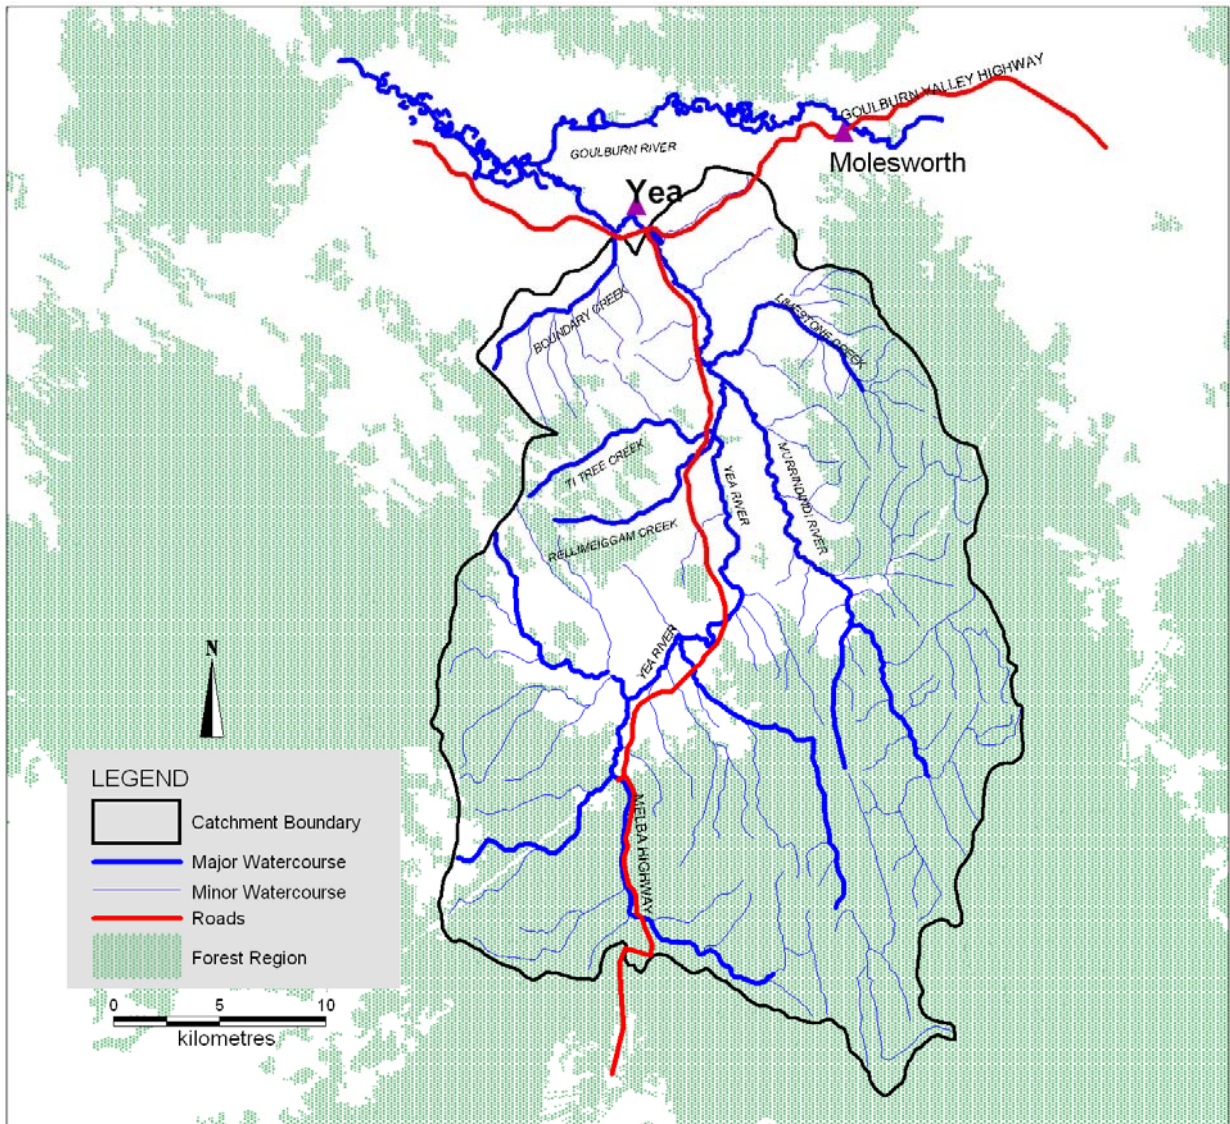 GOULBURN VALLEY HIGHWAY
GOULBURN RIVER
Molesworth
Yea
LIMESTONE CREEK
BOUNDARY CREEK
TI TREE CREEK
YEA RIVER
MURRINDINDI RIVER
RELLIMEIGGAM CREEK
YEA RIVER
N
MELBA HIGHWAY
LEGEND
Catchment Boundary
Major Watercourse
Minor Watercourse
Roads
Forest Region
0 5 10
kilometres